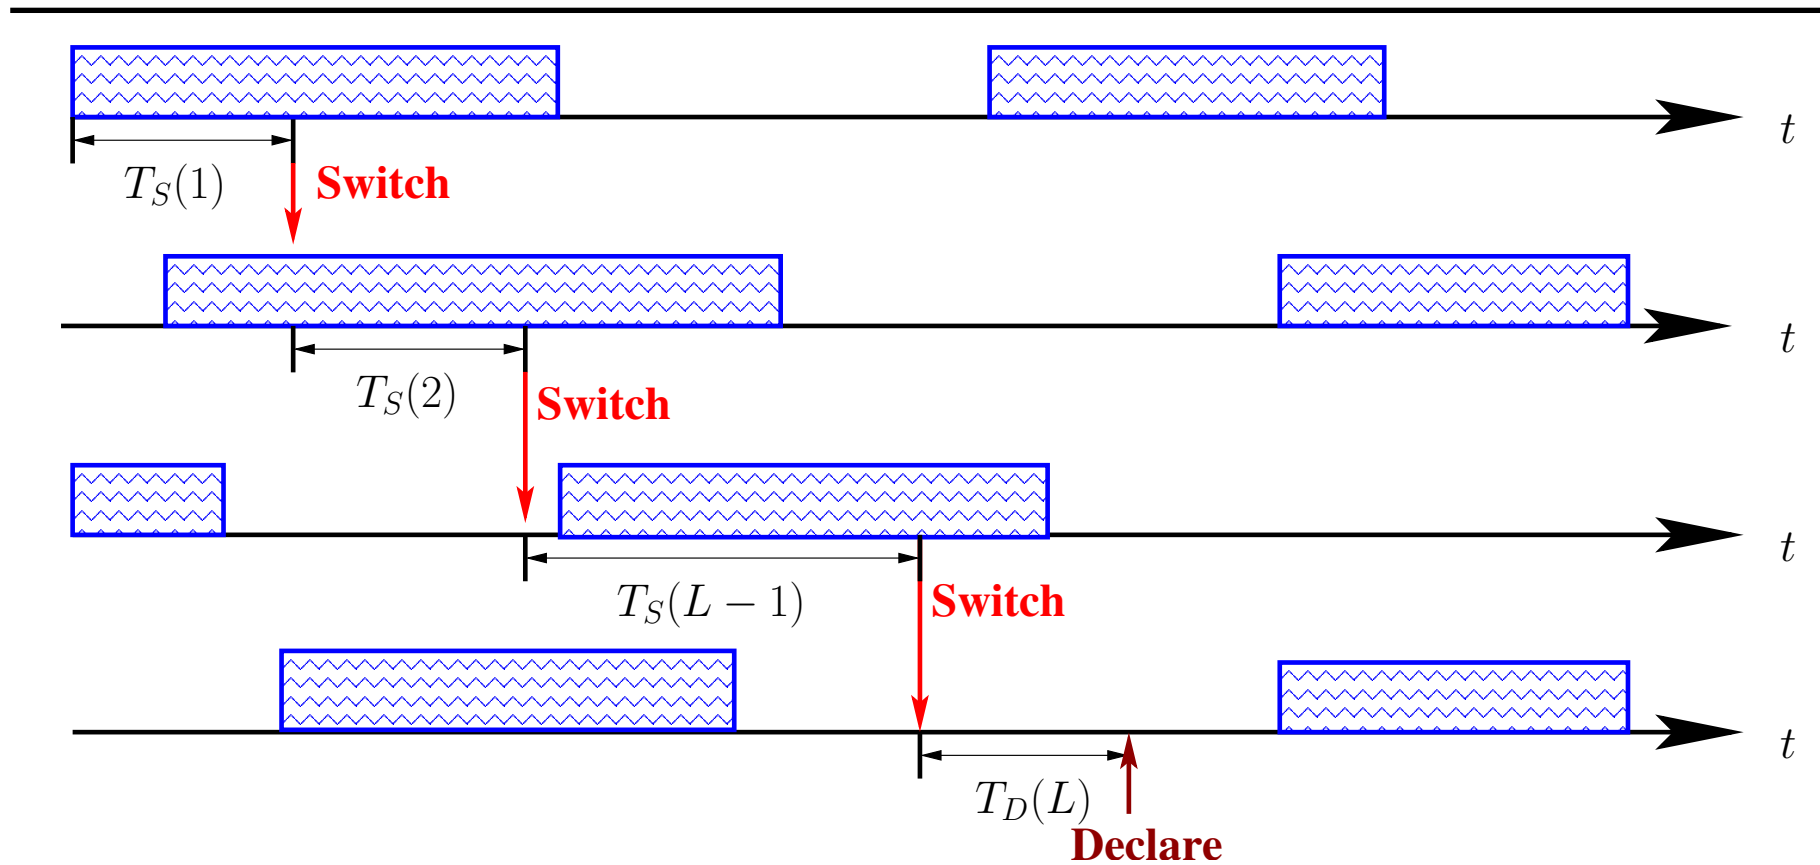 t
$T_S(1)$
Switch
t
$T_S(2)$
Switch
t
$T_S(L-1)$
Switch
t
$T_D(L)$
Declare